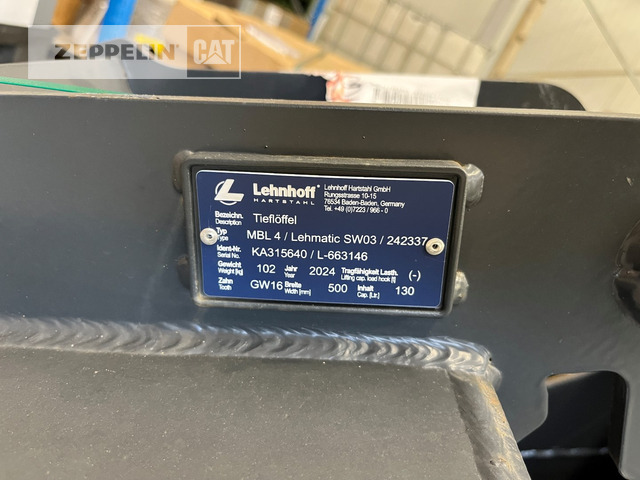 ZEPPELIN CAT
Lehnhoff
HARTSTAHL
Lehnhoff Hartstahl GmbH
Rungsstrasse 10-15
76534 Baden-Baden, Germany
Tel. +49 (0)7223 / 966 - 0
Bezeichn. Tieflöffel
Description
Typ MBL 4 / Lehmatic SW03 / 242337
Type
Ident-Nr. KA315640 / L-663146
Serial No.
Gewicht 102 Jahr 2024 Tragfähigkeit Lasth. (-)
Weight [kg] Year Lifting cap. load hook [t]
Zahn GW16 Breite 500 Inhalt 130
Tooth Width [mm] Cap. [Ltr.]